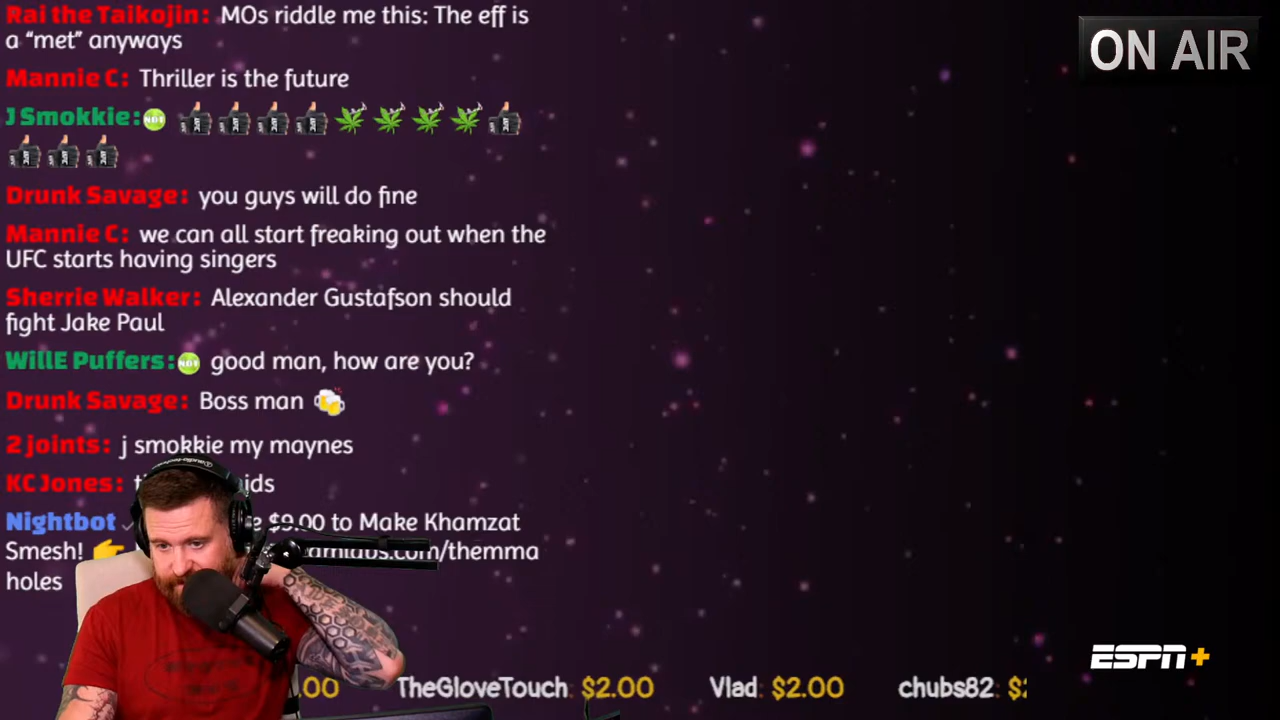 Rai the Taikojin: MOs riddle me this: The eff is
a “met” anyways
ON AIR
Mannie C: Thriller is the future
J Smokkie:
Drunk Savage: you guys will do fine
Mannie C: we can all start freaking out when the
UFC starts having singers
Sherrie Walker: Alexander Gustafson should
fight Jake Paul
WillE Puffers: good man, how are you?
Drunk Savage: Boss man
2 joints: j smokkie my maynes
KC Jones:
Nightbot $9.00 to Make Khamzat
Smesh! /themma
holes
ESPN+
.00 TheGloveTouch: $2.00 Vlad: $2.00 chubs82: